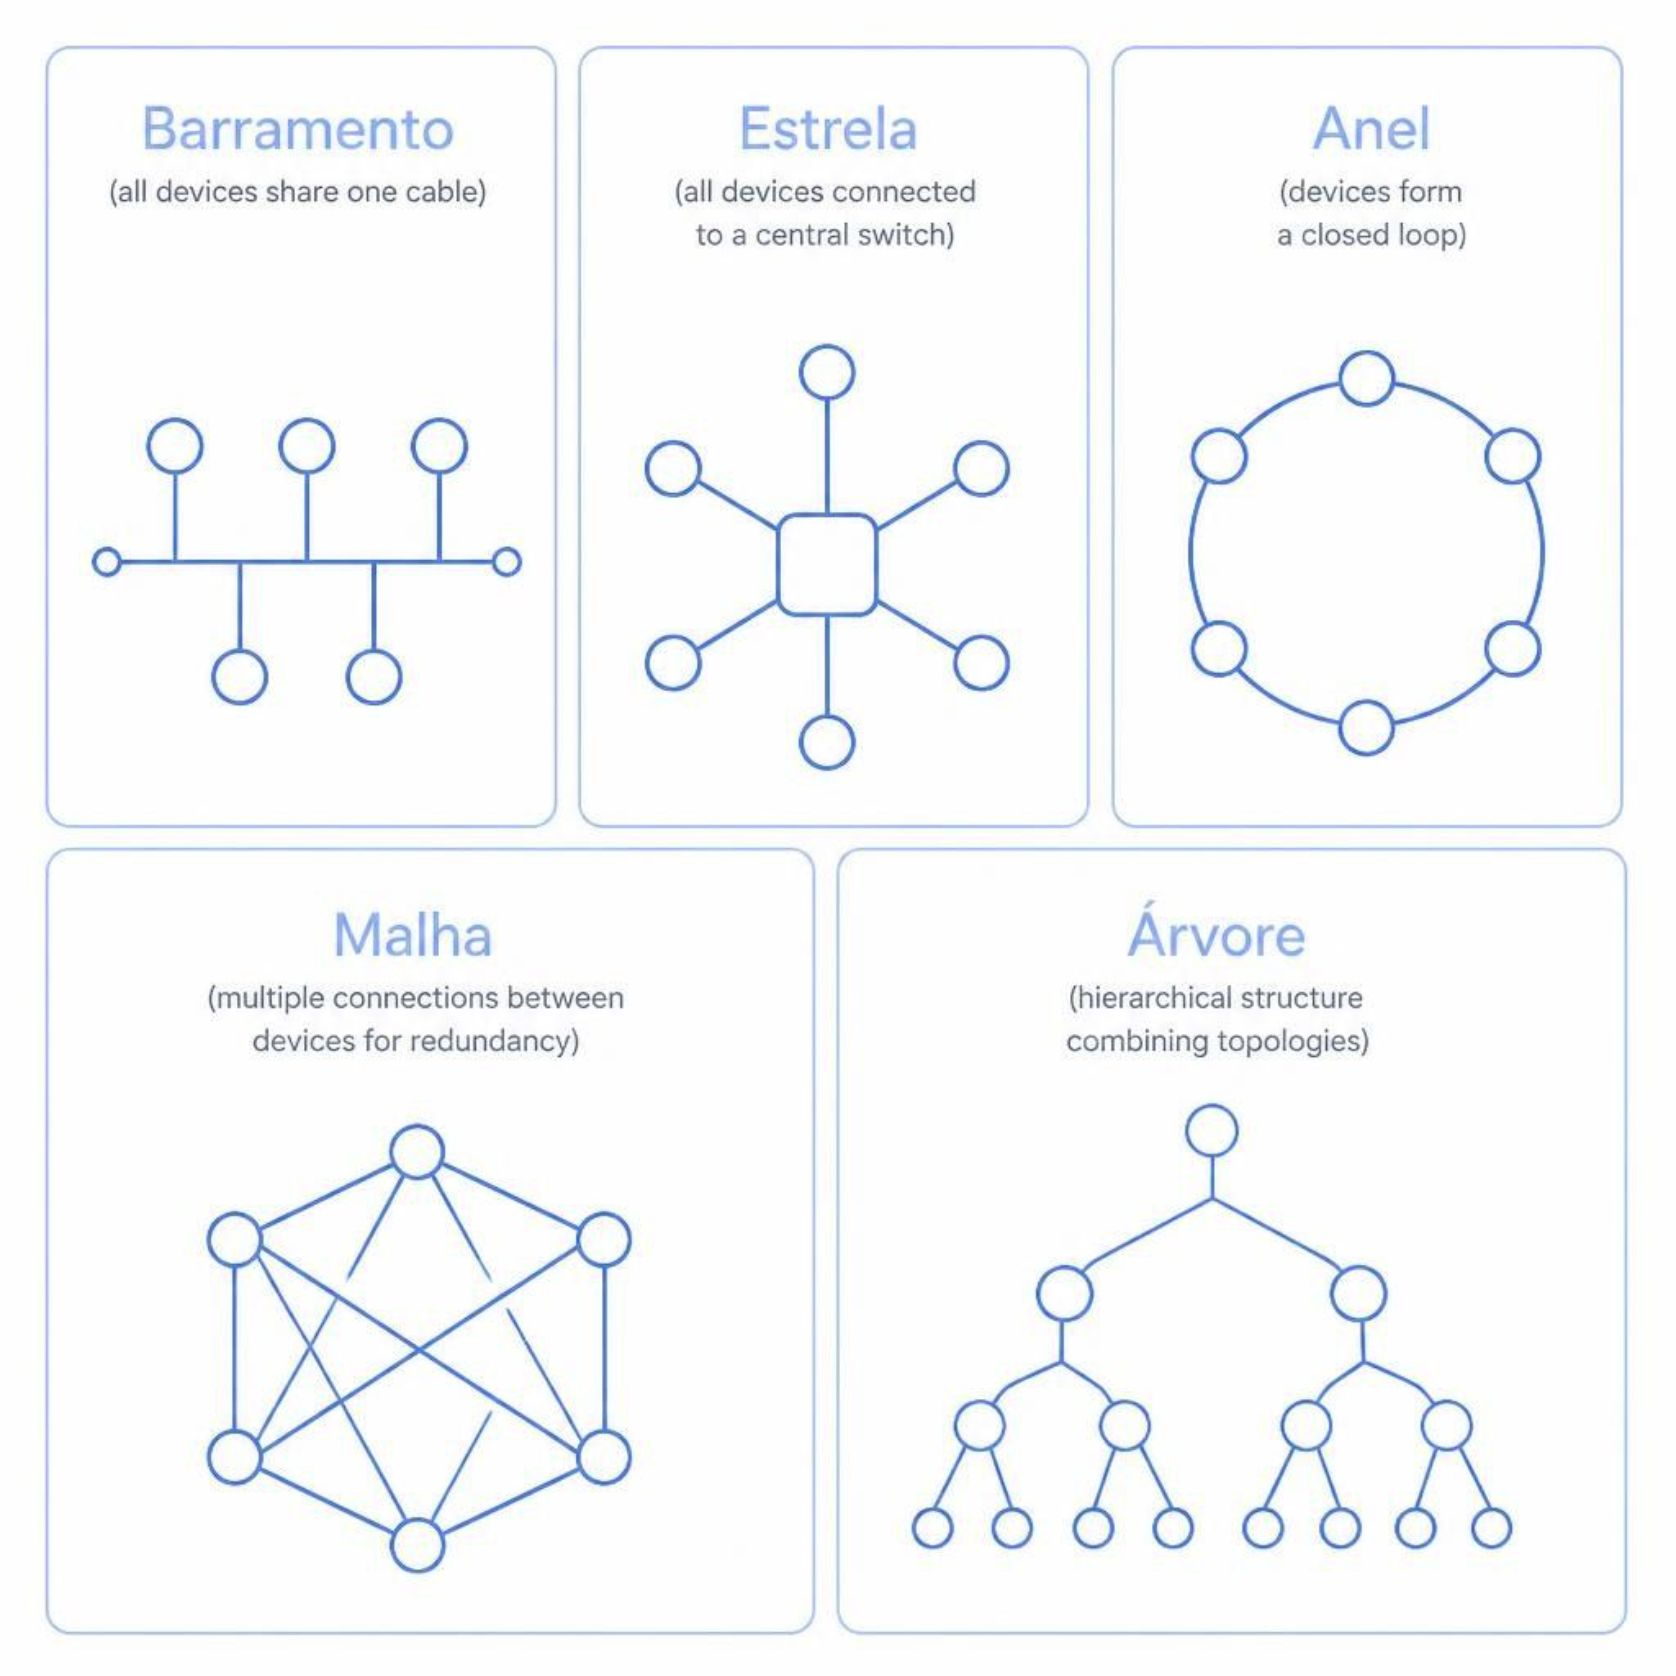 Barramento
(all devices share one cable)
Estrela
(all devices connected
to a central switch)
Anel
(devices form
a closed loop)
Malha
(multiple connections between
devices for redundancy)
Árvore
(hierarchical structure
combining topologies)